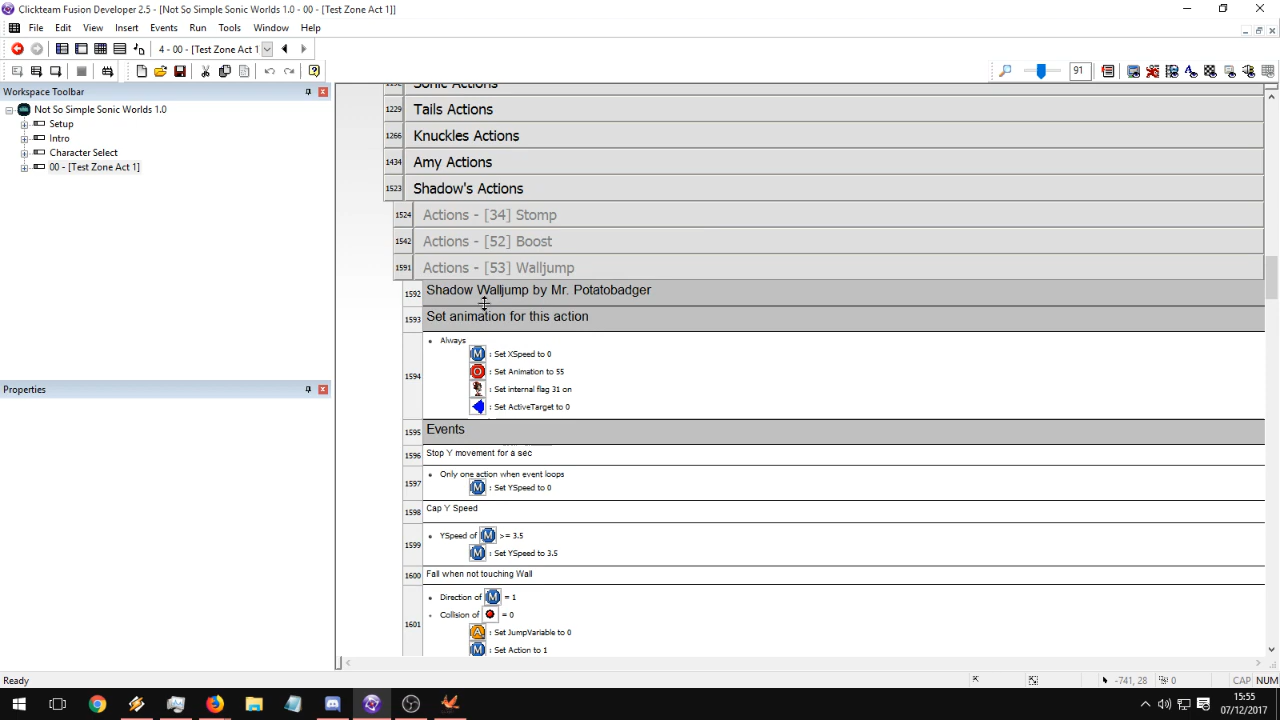 Clickteam Fusion Developer 2.5 - [Not So Simple Sonic Worlds 1.0 - 00 - [Test Zone Act 1]]
File Edit View Insert Events Run Tools Window Help
4 - 00 - [Test Zone Act 1
91
Workspace Toolbar
Not So Simple Sonic Worlds 1.0
Setup
Intro
Character Select
00 - [Test Zone Act 1]
Properties
Sonic Actions
1229 Tails Actions
1266 Knuckles Actions
1434 Amy Actions
1523 Shadow's Actions
1524 Actions - [34] Stomp
1542 Actions - [52] Boost
1591 Actions - [53] Walljump
1592 Shadow Walljump by Mr. Potatobadger
1593 Set animation for this action
1594
Always
: Set XSpeed to 0
: Set Animation to 55
: Set internal flag 31 on
: Set ActiveTarget to 0
1595 Events
1596 Stop Y movement for a sec
1597
Only one action when event loops
: Set YSpeed to 0
1598 Cap Y Speed
1599
YSpeed of >= 3.5
: Set YSpeed to 3.5
1600 Fall when not touching Wall
1601
Direction of = 1
Collision of = 0
: Set JumpVariable to 0
: Set Action to 1
Ready
-741, 28
0
CAP NUM
15:55
07/12/2017